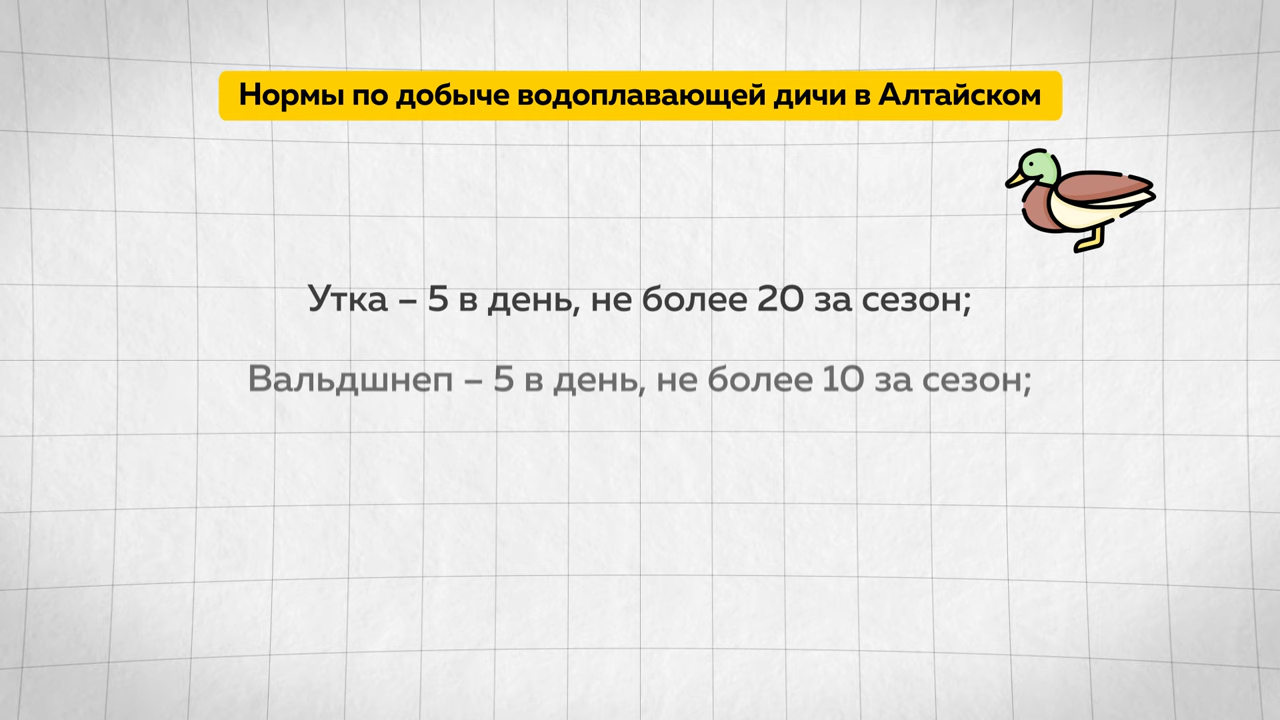 Нормы по добыче водоплавающей дичи в Алтайском
Утка – 5 в день, не более 20 за сезон;
Вальдшнеп – 5 в день, не более 10 за сезон;